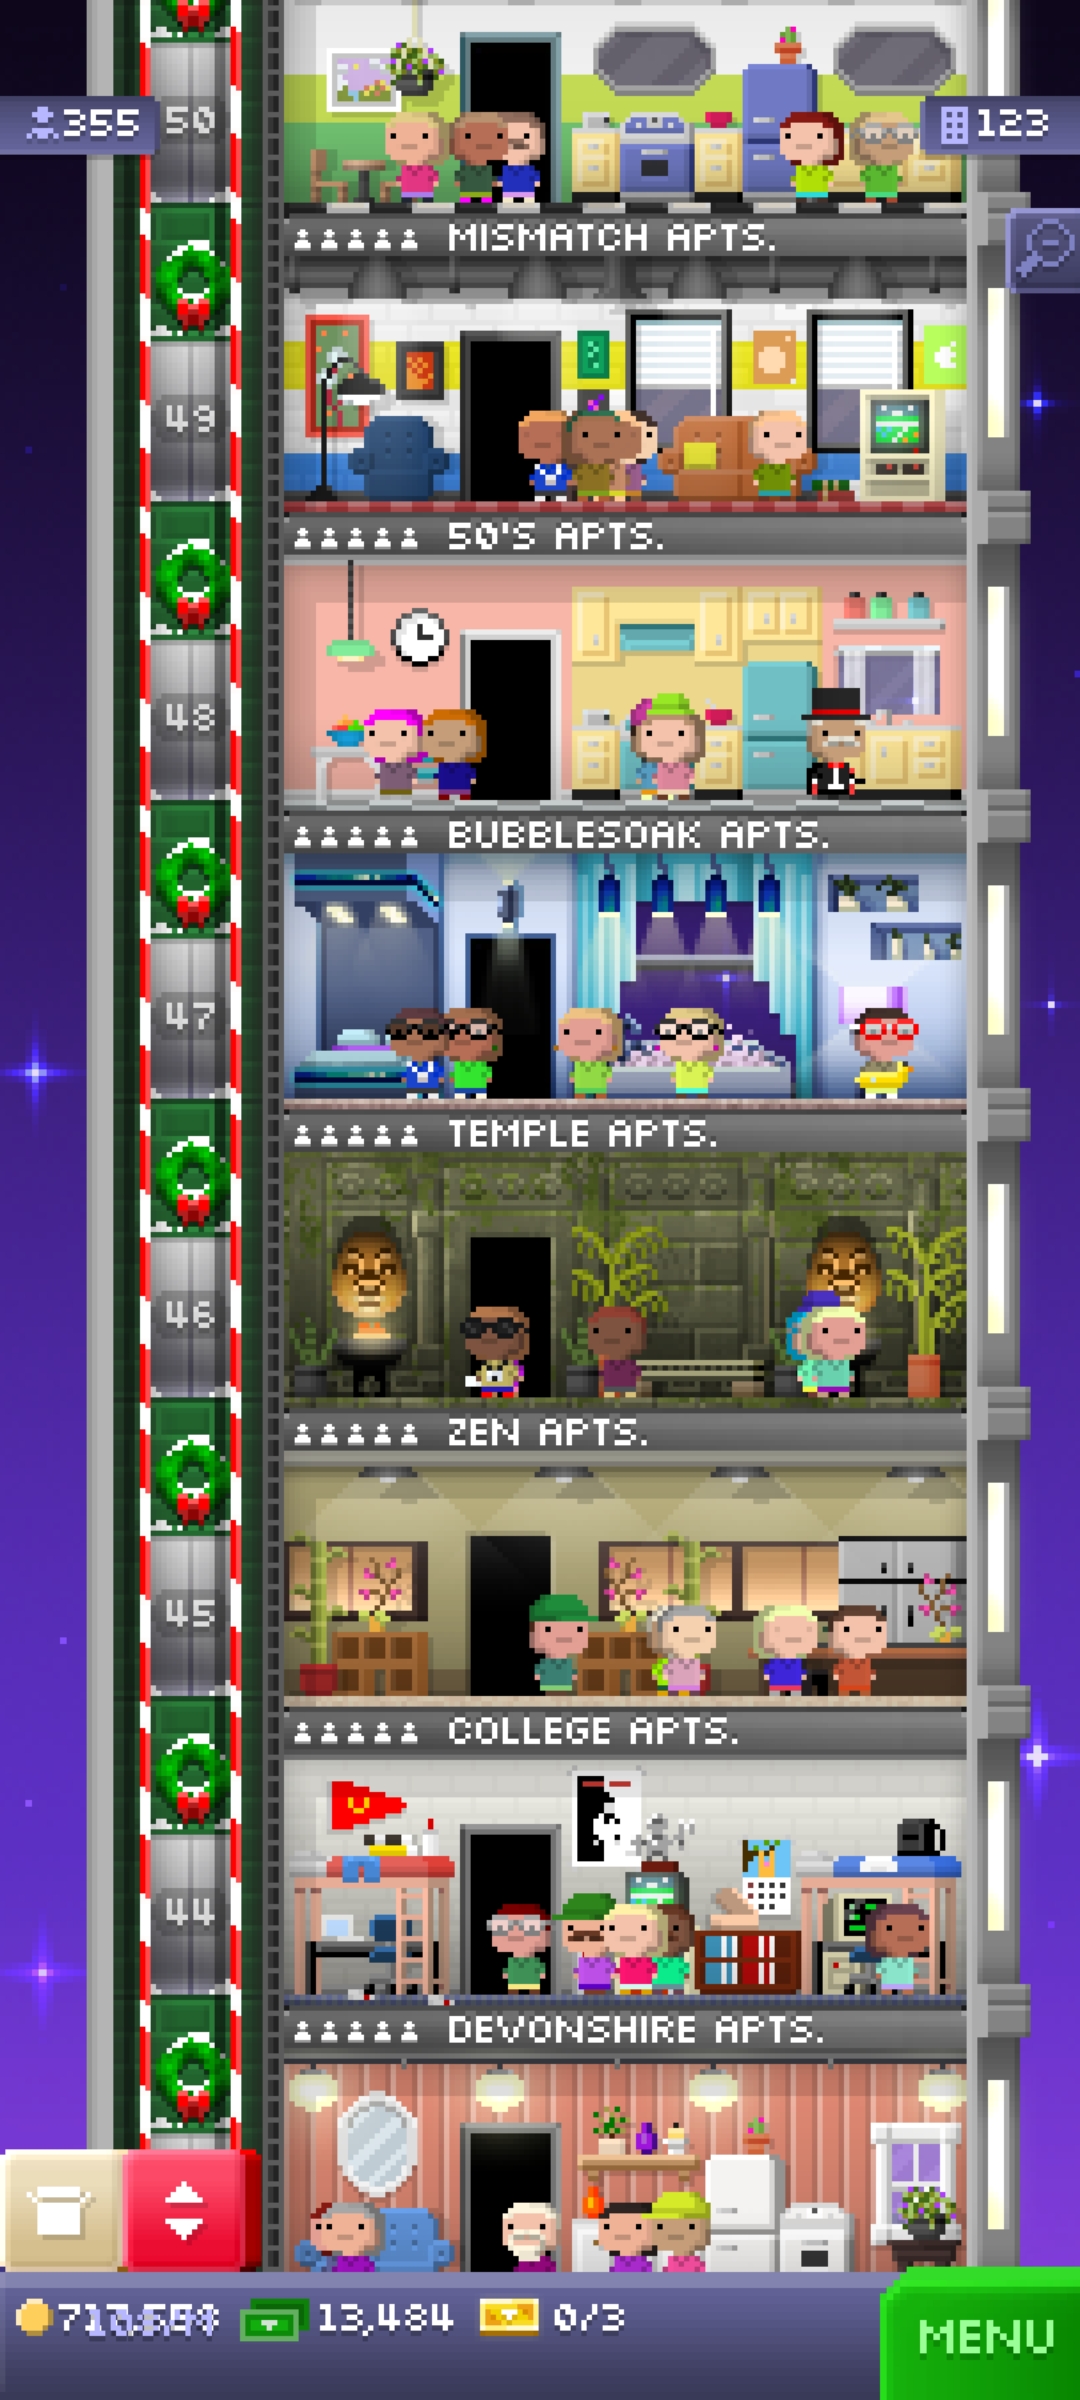 355
50
123
MISMATCH APTS.
49
50'S APTS.
48
BUBBLESOAK APTS.
47
TEMPLE APTS.
46
ZEN APTS.
45
COLLEGE APTS.
44
DEVONSHIRE APTS.
13,484
0/3
MENU